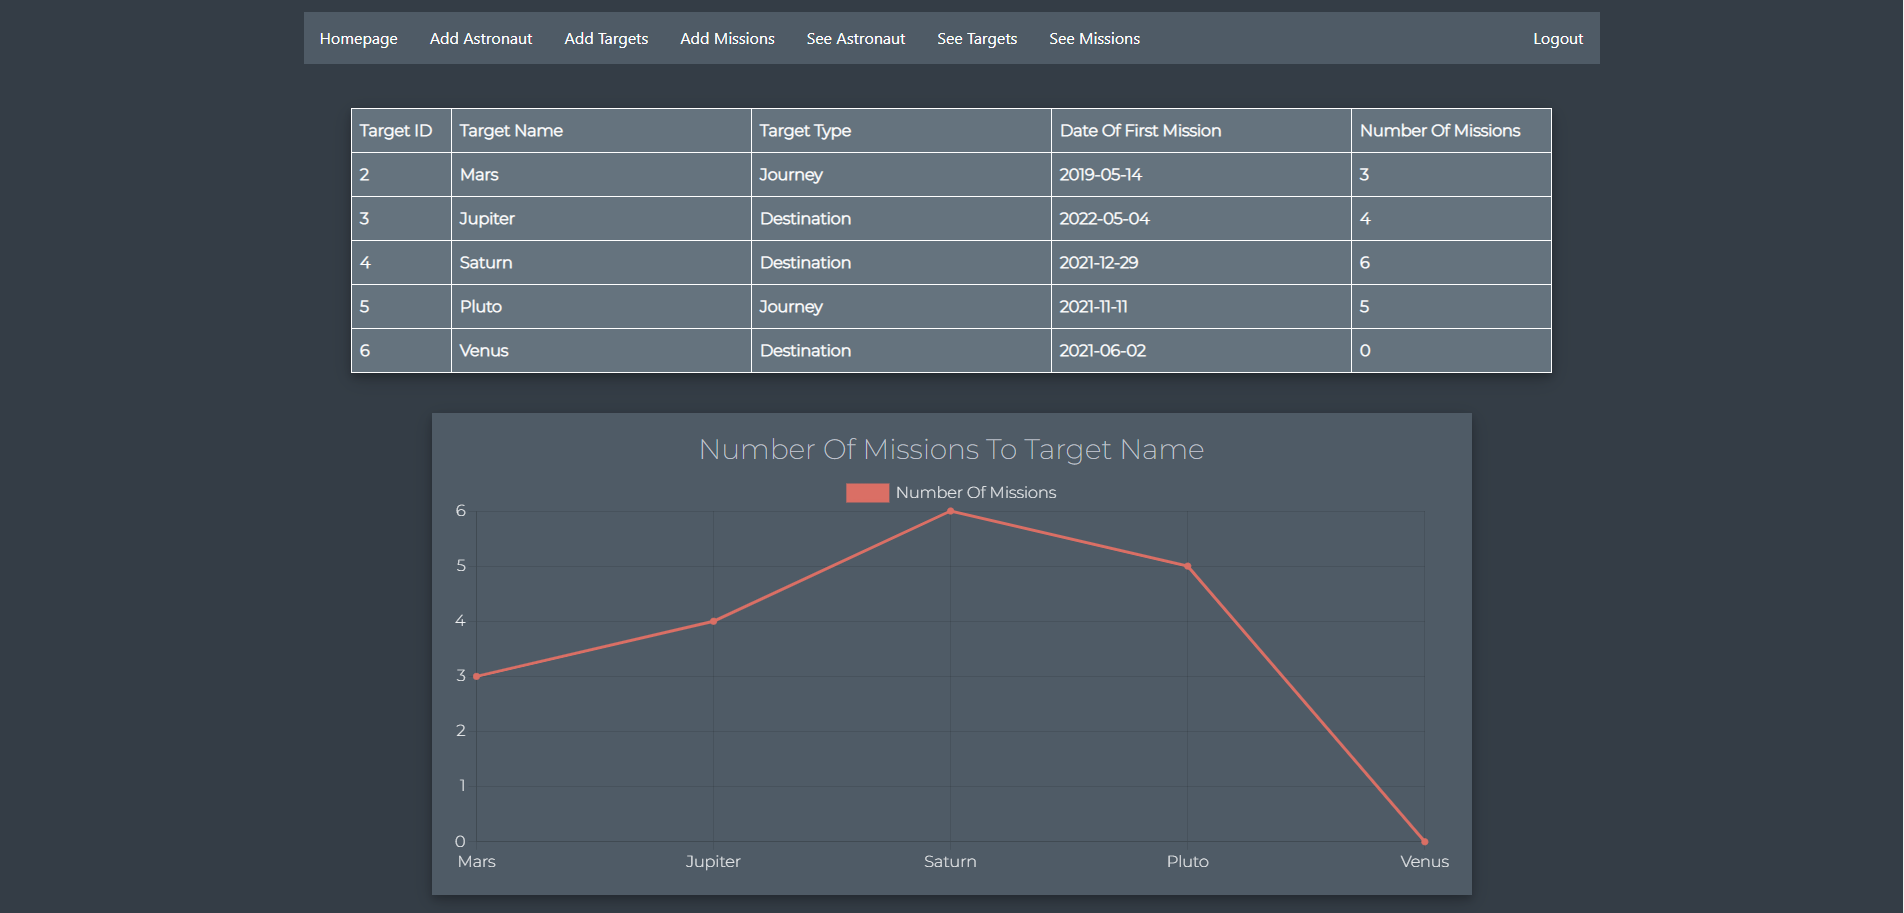 Homepage Add Astronaut Add Targets Add Missions See Astronaut See Targets See Missions Logout
Target ID Target Name Target Type Date Of First Mission Number Of Missions
2 Mars Journey 2019-05-14 3
3 Jupiter Destination 2022-05-04 4
4 Saturn Destination 2021-12-29 6
5 Pluto Journey 2021-11-11 5
6 Venus Destination 2021-06-02 0
Number Of Missions To Target Name
Number Of Missions
6
5
4
3
2
1
0
Mars Jupiter Saturn Pluto Venus